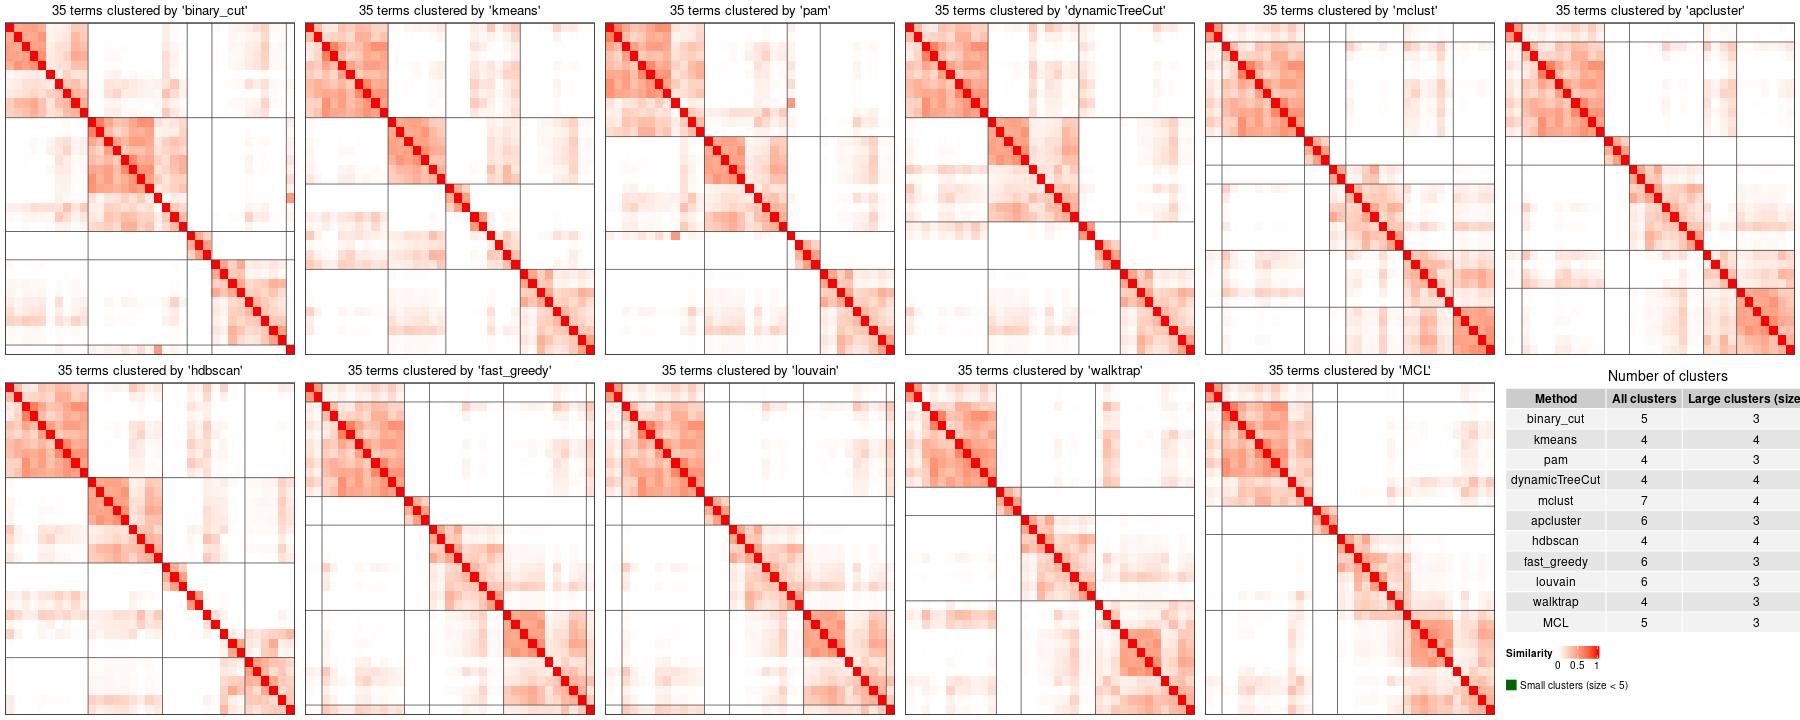 35 terms clustered by 'binary_cut'
35 terms clustered by 'kmeans'
35 terms clustered by 'pam'
35 terms clustered by 'dynamicTreeCut'
35 terms clustered by 'mclust'
35 terms clustered by 'apcluster'
35 terms clustered by 'hdbscan'
35 terms clustered by 'fast_greedy'
35 terms clustered by 'louvain'
35 terms clustered by 'walktrap'
35 terms clustered by 'MCL'
Number of clusters
Method All clusters Large clusters (size
binary_cut 5 3
kmeans 4 4
pam 4 3
dynamicTreeCut 4 4
mclust 7 4
apcluster 6 3
hdbscan 4 4
fast_greedy 6 3
louvain 6 3
walktrap 4 3
MCL 5 3
Similarity
0 0.5 1
Small clusters (size < 5)